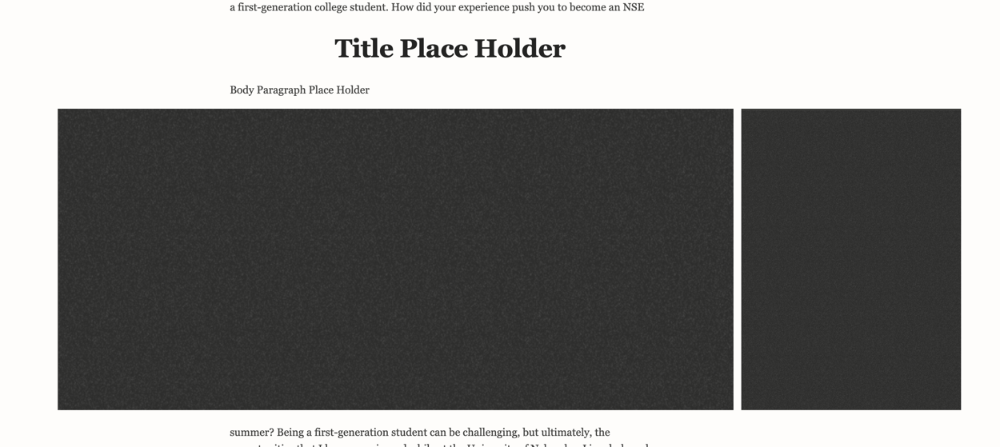 a first-generation college student. How did your experience push you to become an NSE
Title Place Holder
Body Paragraph Place Holder
summer? Being a first-generation student can be challenging, but ultimately, the